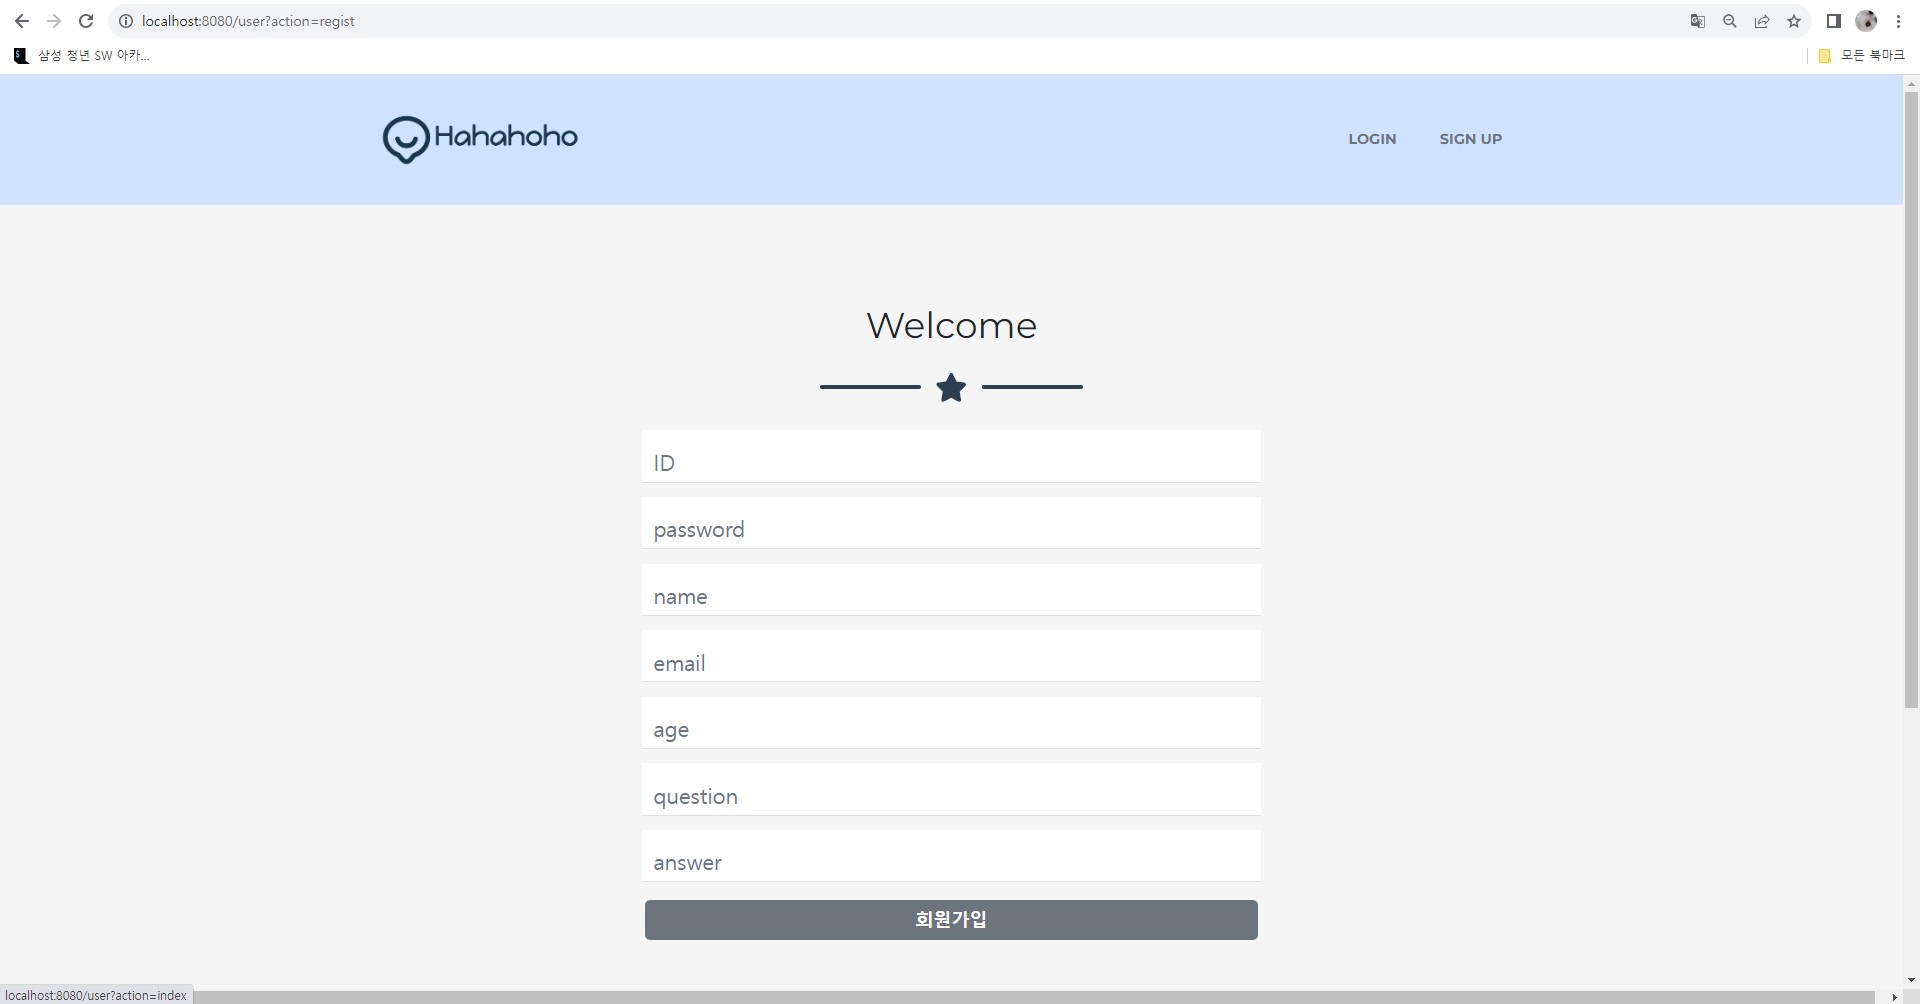 localhost:8080/user?action=regist
삼성 청년 SW 아카...
모든 북마크
Hahahoho
LOGIN
SIGN UP
Welcome
ID
password
name
email
age
question
answer
회원가입
localhost:8080/user?action=index